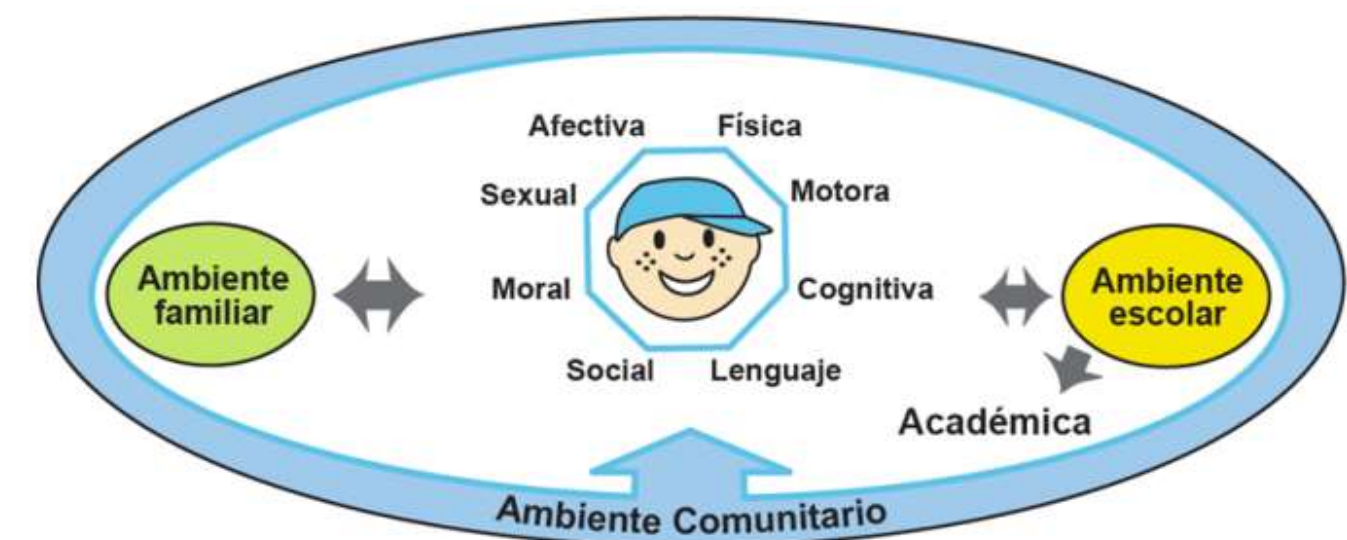 Afectiva Física
Sexual Motora
Ambiente
familiar
Moral Cognitiva
Ambiente
escolar
Social Lenguaje
Académica
Ambiente Comunitario